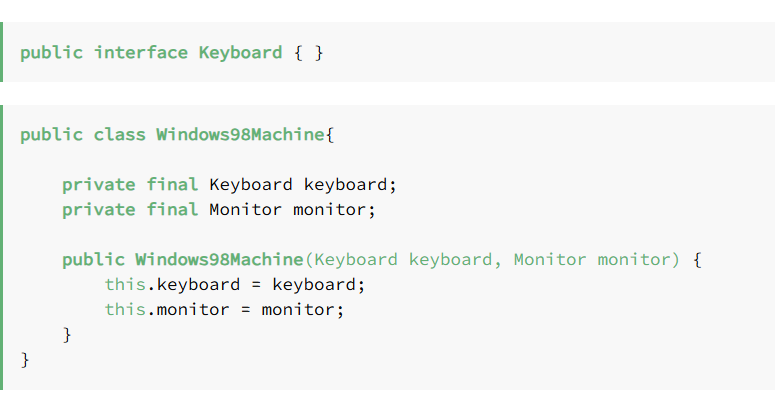 public interface Keyboard { }
public class Windows98Machine{
    private final Keyboard keyboard;
    private final Monitor monitor;
    public Windows98Machine(Keyboard keyboard, Monitor monitor) {
        this.keyboard = keyboard;
        this.monitor = monitor;
    }
}